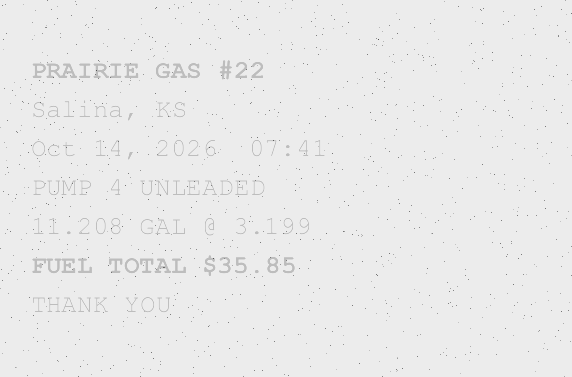 PRAIRIE GAS #22
Salina, KS
Oct 14, 2026  07:41
PUMP 4 UNLEADED
11.208 GAL @ 3.199
FUEL TOTAL $35.85
THANK YOU